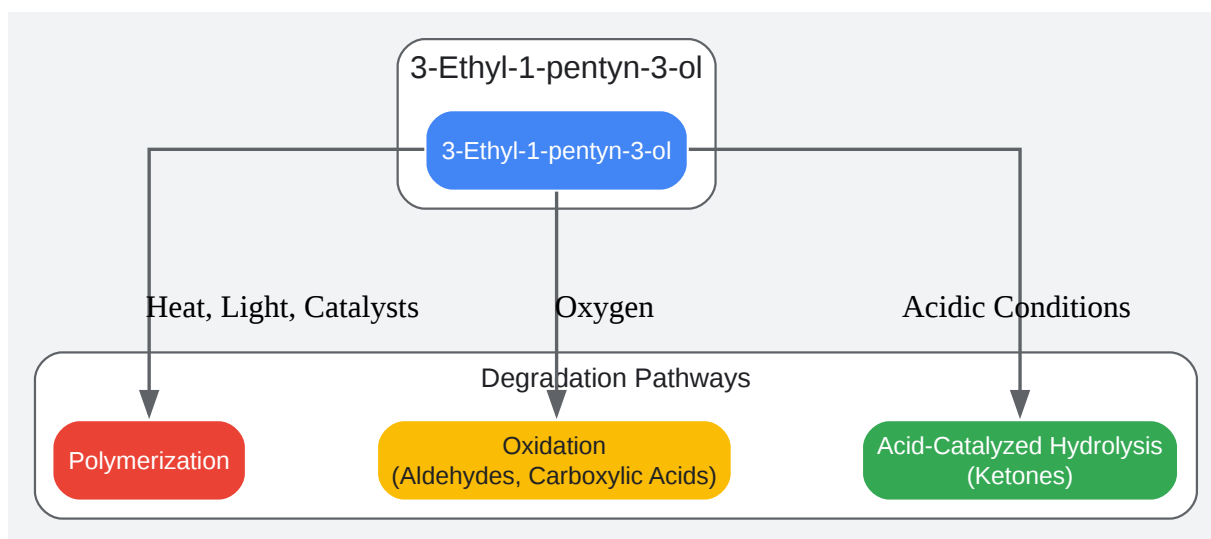 3-Ethyl-1-pentyn-3-ol
3-Ethyl-1-pentyn-3-ol
Heat, Light, Catalysts
Oxygen
Acidic Conditions
Degradation Pathways
Polymerization
Oxidation
(Aldehydes, Carboxylic Acids)
Acid-Catalyzed Hydrolysis
(Ketones)